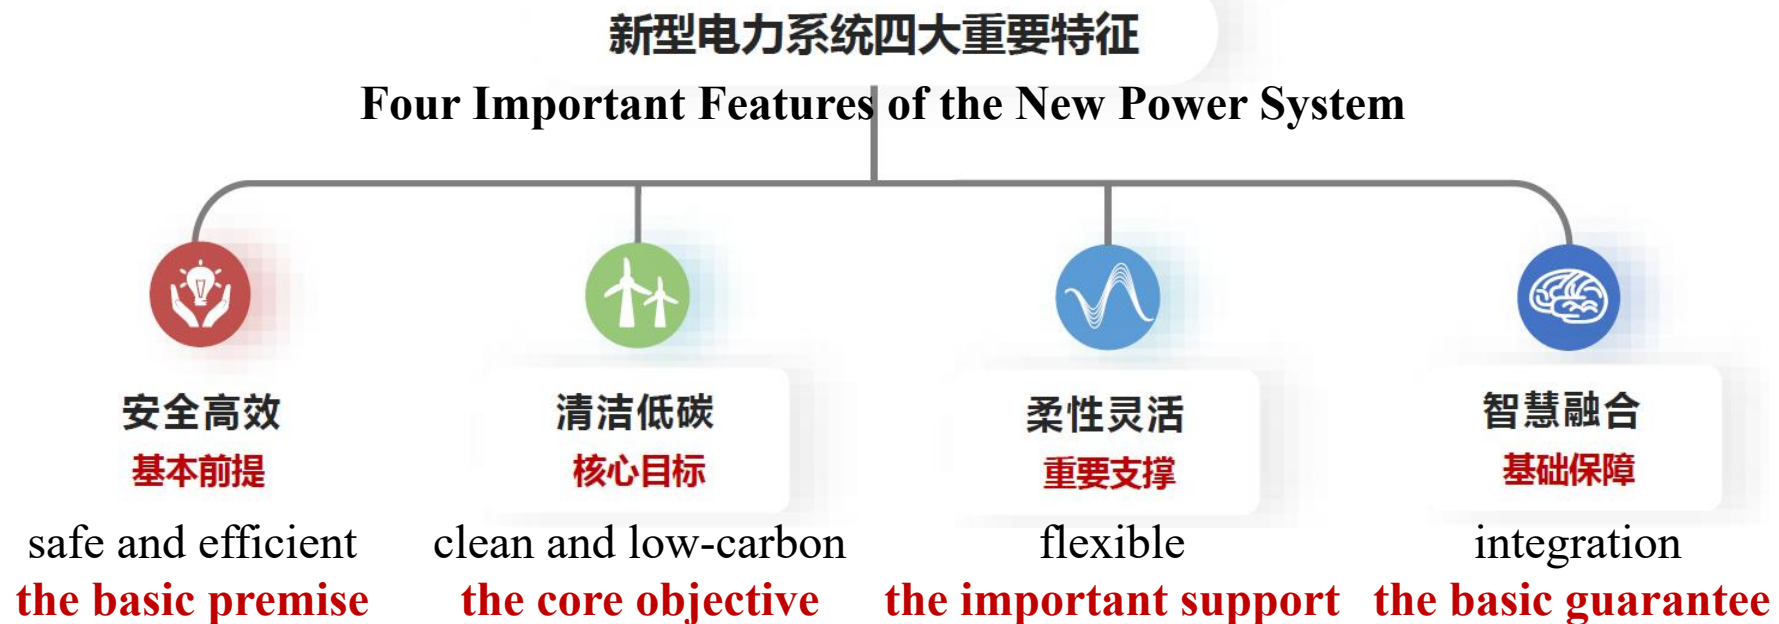 新型电力系统四大重要特征
Four Important Features of the New Power System
安全高效
基本前提
safe and efficient
the basic premise
清洁低碳
核心目标
clean and low-carbon
the core objective
柔性灵活
重要支撑
flexible
the important support
智慧融合
基础保障
integration
the basic guarantee